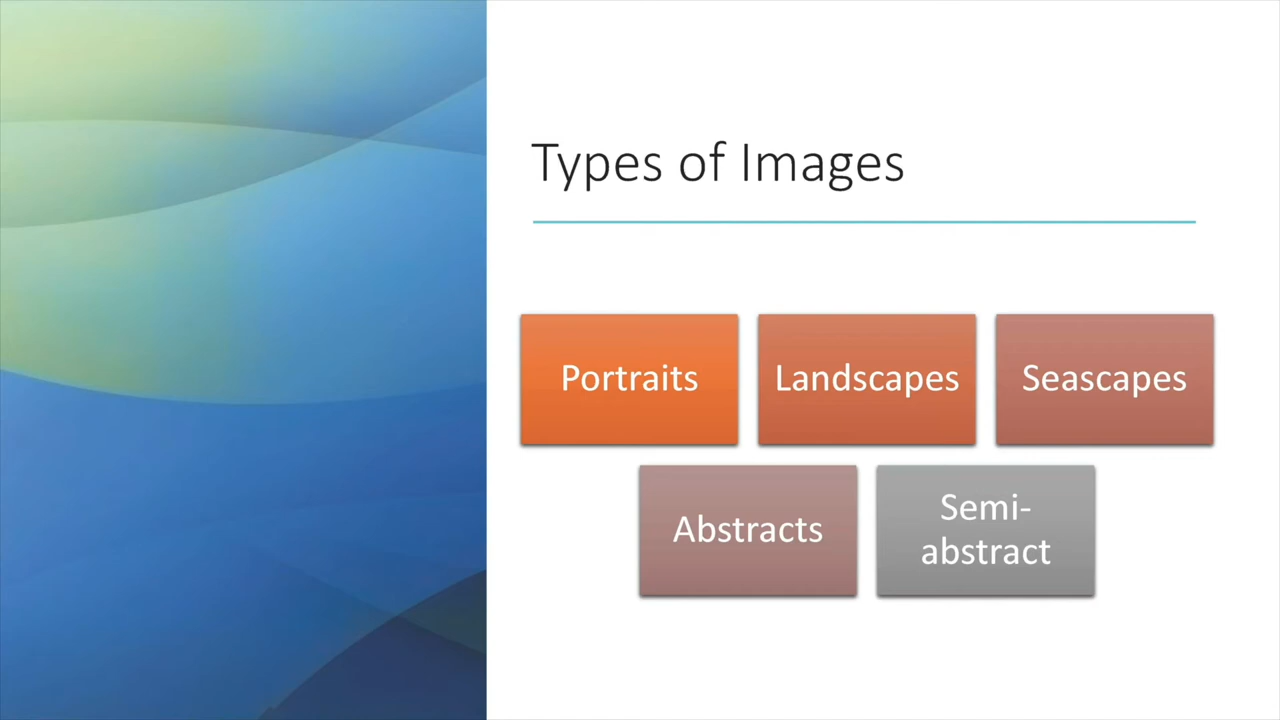 Types of Images
Portraits
Landscapes
Seascapes
Abstracts
Semi-
abstract